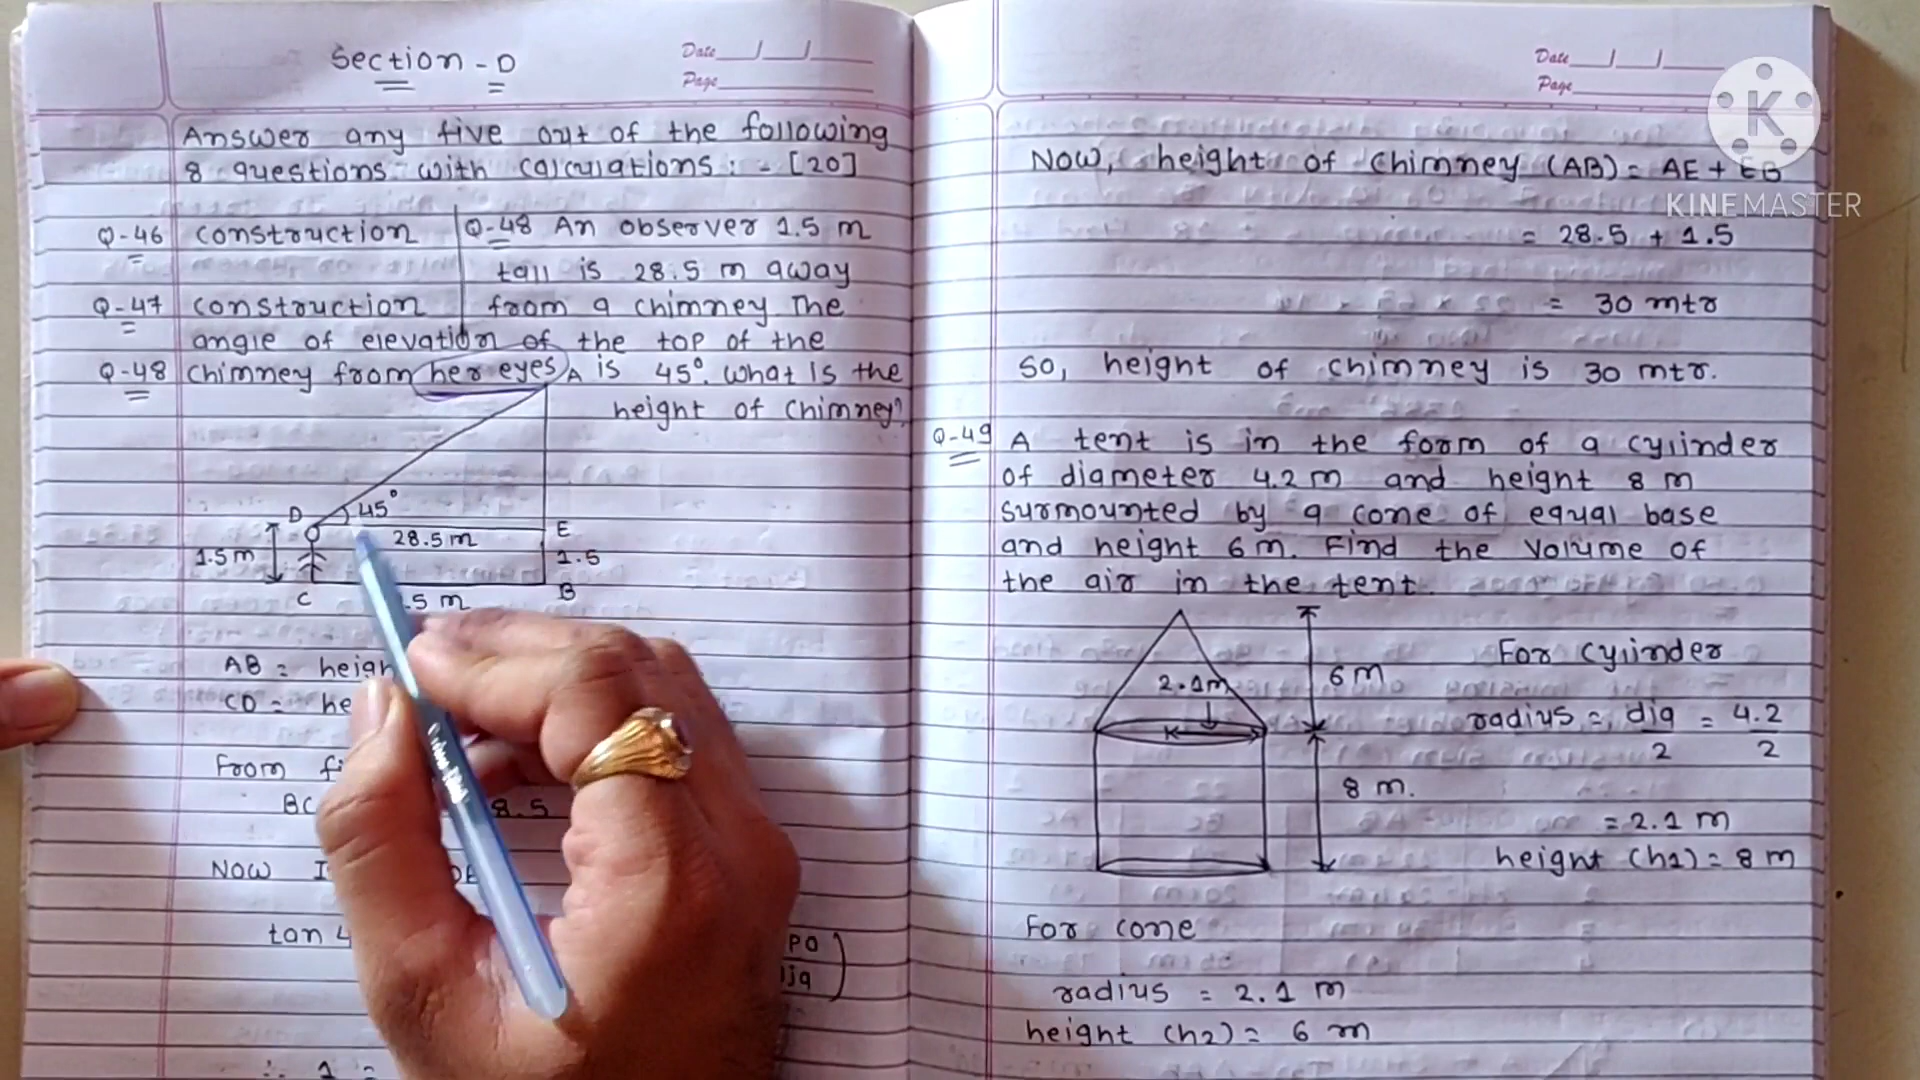 Section - D
Date
Page
Answer any five out of the following
8 questions with calculations : - [20]
Q-46 construction
Q-48 An observer 1.5 m
tall is 28.5 m away
Q-47 construction
from a chimney The
angle of elevation of the top of the
Q-48 chimney from her eyes is 45°. What is the
height of chimney?
A
D 45°
E
28.5 m
1.5 m
1.5
C
B
.5 m
AB =
CD =
From
BC
8.5
NOW
tan
∴ 1 =
Date
Page
K
KINEMASTER
Now, height of chimney (AB) = AE + EB
= 28.5 + 1.5
= 30 mtr
So, height of chimney is 30 mtr.
Q-49 A tent is in the form of a cylinder
of diameter 4.2 m and height 8 m
surmounted by a cone of equal base
and height 6 m. Find the volume of
the air in the tent.
2.1m
6 m
8 m.
For cylinder
radius = dia/2 = 4.2/2
= 2.1 m
height (h1) = 8 m
For cone
radius = 2.1 m
height (h2) = 6 m